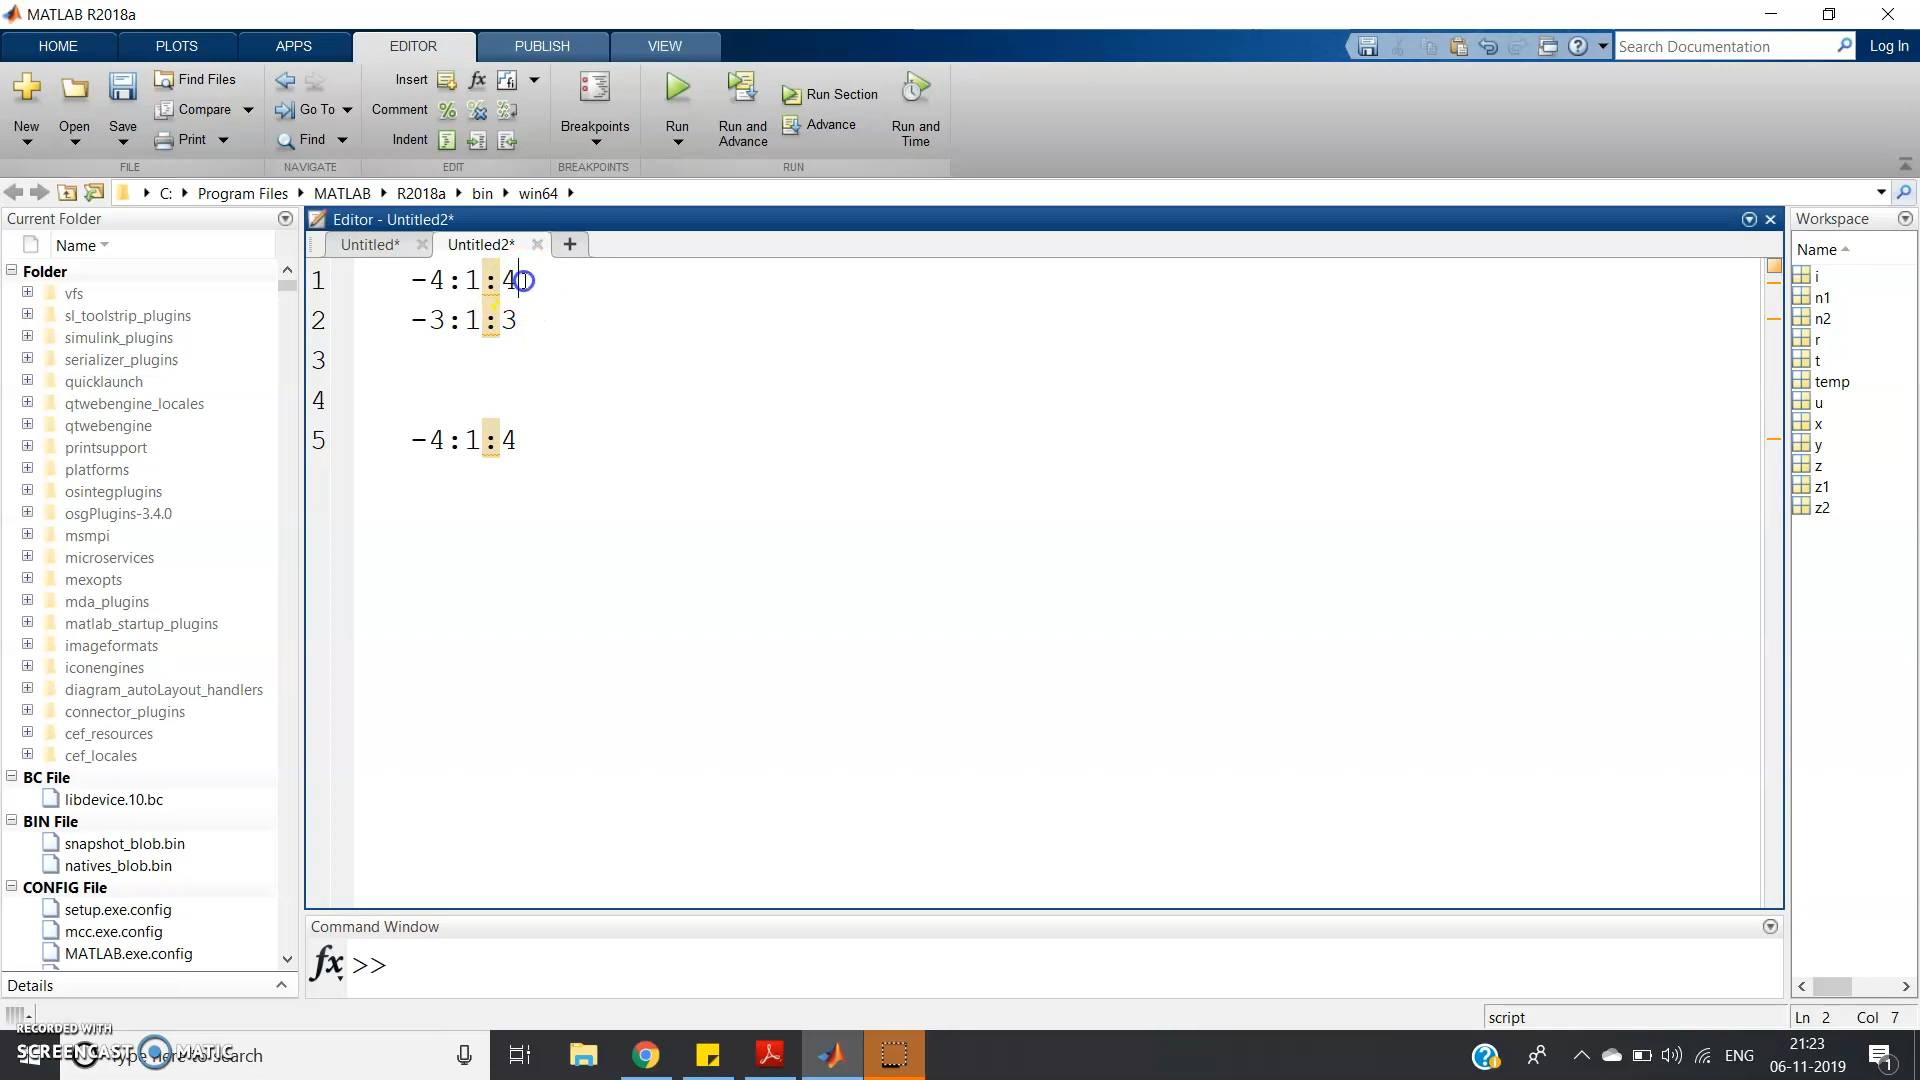 MATLAB R2018a
HOME PLOTS APPS EDITOR PUBLISH VIEW
Search Documentation Log In
New Open Save Find Files Compare Print
Go To Find
Insert Comment Indent
Breakpoints
Run Run and Advance Run Section Advance Run and Time
FILE NAVIGATE EDIT BREAKPOINTS RUN
C: Program Files MATLAB R2018a bin win64
Current Folder
Name
Folder
vfs
sl_toolstrip_plugins
simulink_plugins
serializer_plugins
quicklaunch
qtwebengine_locales
qtwebengine
printsupport
platforms
osintegplugins
osgPlugins-3.4.0
msmpi
microservices
mexopts
mda_plugins
matlab_startup_plugins
imageformats
iconengines
diagram_autoLayout_handlers
connector_plugins
cef_resources
cef_locales
BC File
libdevice.10.bc
BIN File
snapshot_blob.bin
natives_blob.bin
CONFIG File
setup.exe.config
mcc.exe.config
MATLAB.exe.config
Details
Editor - Untitled2*
Untitled* Untitled2*
1 -4:1:4
2 -3:1:3
3
4
5 -4:1:4
Command Window
fx >>
Workspace
Name
i
n1
n2
r
t
temp
u
x
y
z
z1
z2
script Ln 2 Col 7
RECORDED WITH
SCREENCAST MATIC
Type here to search
ENG
21:23
06-11-2019
1